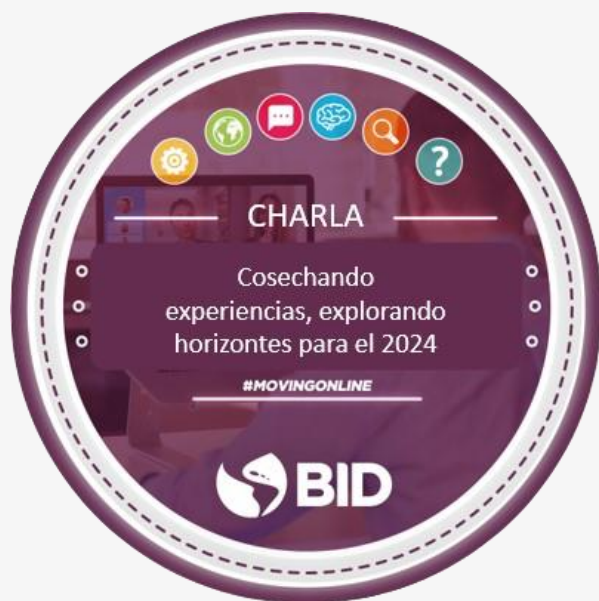 ?
CHARLA
Cosechando
experiencias, explorando
horizontes para el 2024
#MOVINGONLINE
BID